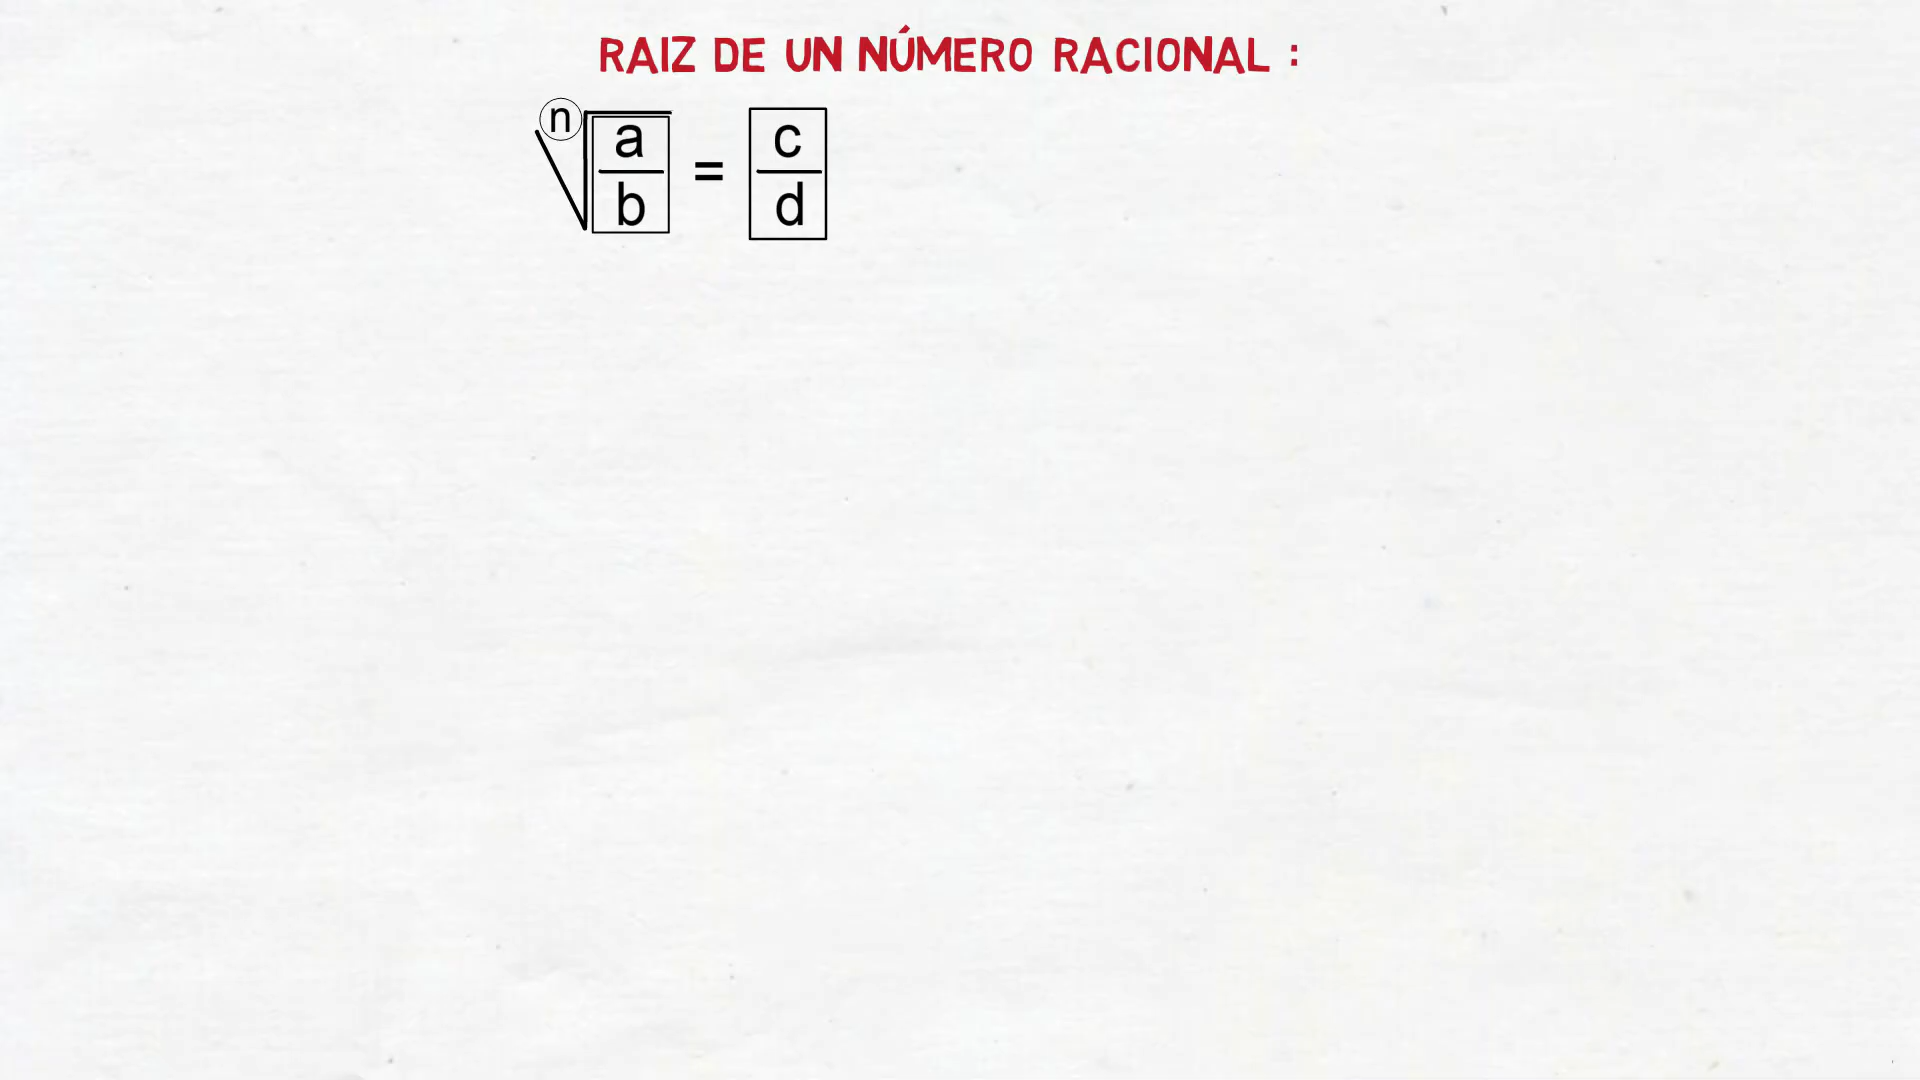 RAIZ DE UN NÚMERO RACIONAL :
n√(a/b) = c/d